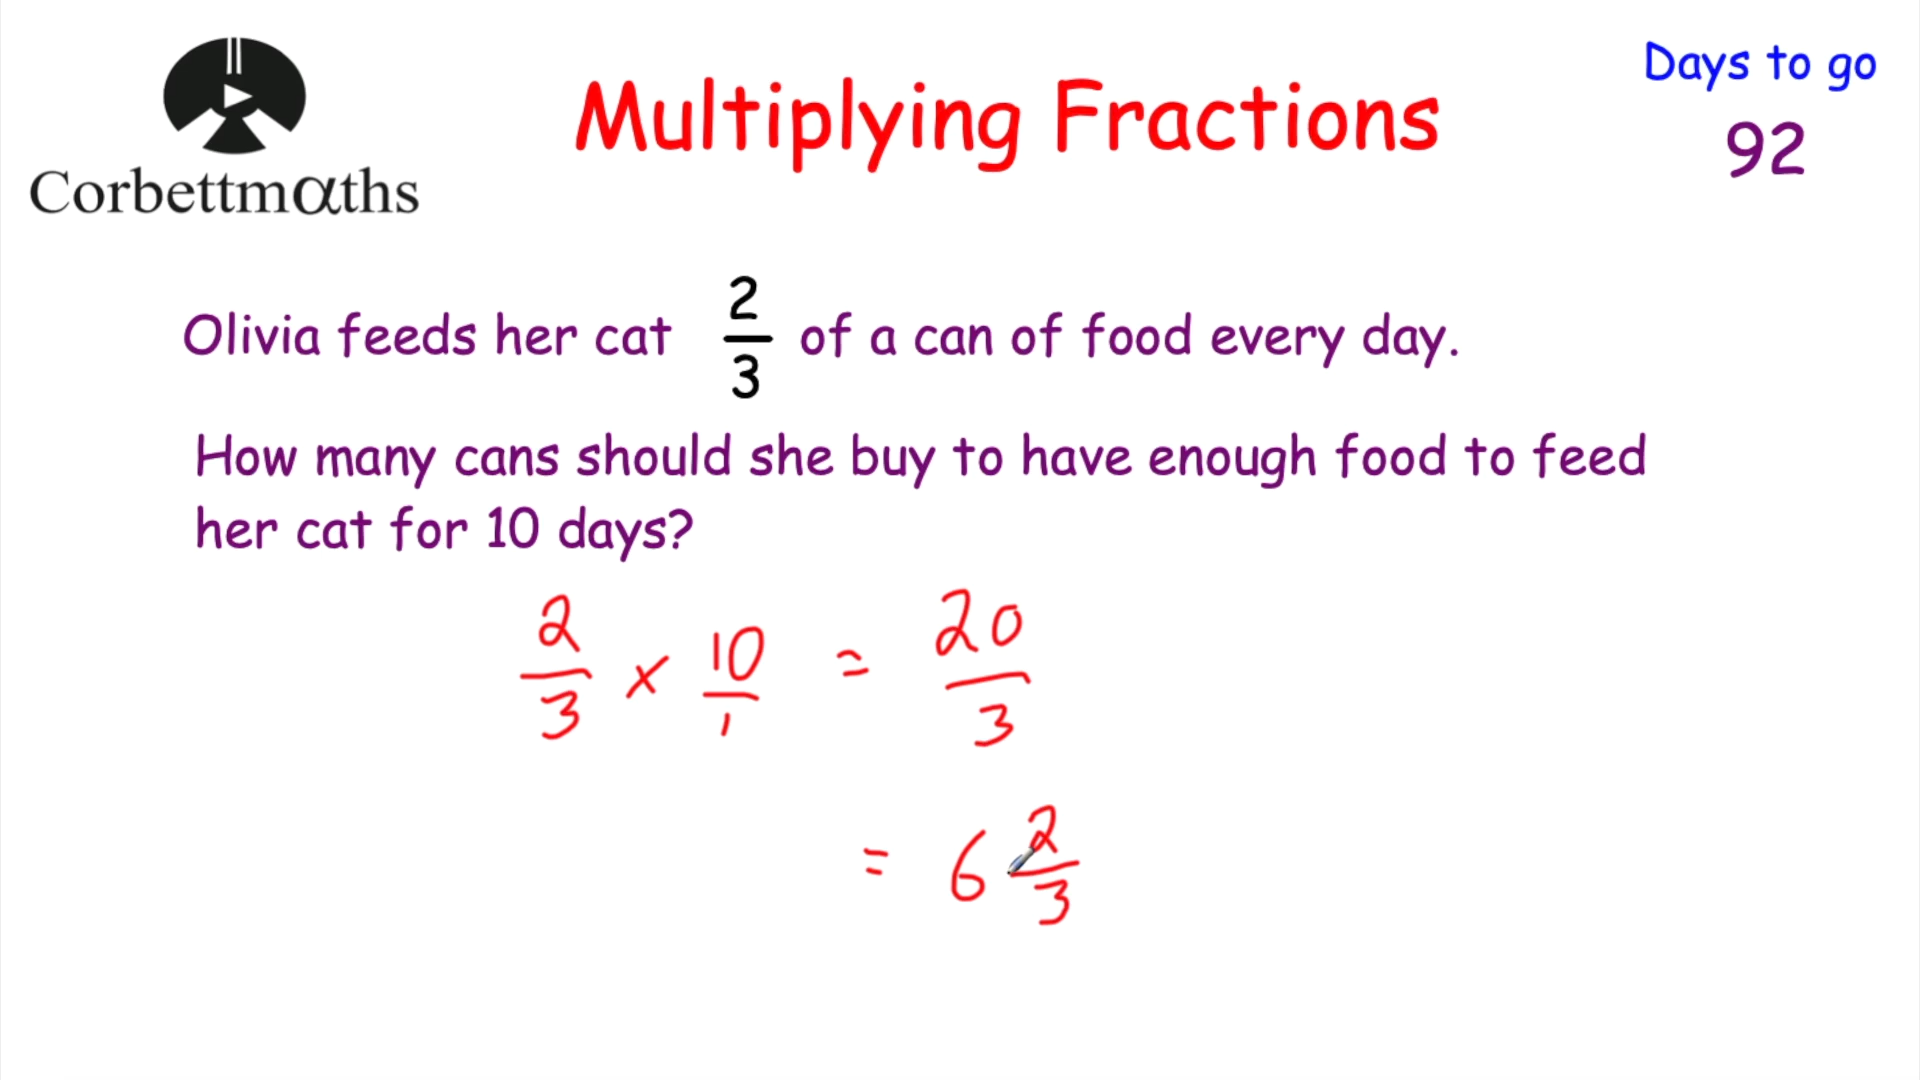 Corbettmαths
Multiplying Fractions
Days to go
92
Olivia feeds her cat 2/3 of a can of food every day.
How many cans should she buy to have enough food to feed
her cat for 10 days?
2/3 × 10/1 = 20/3
= 6 2/3